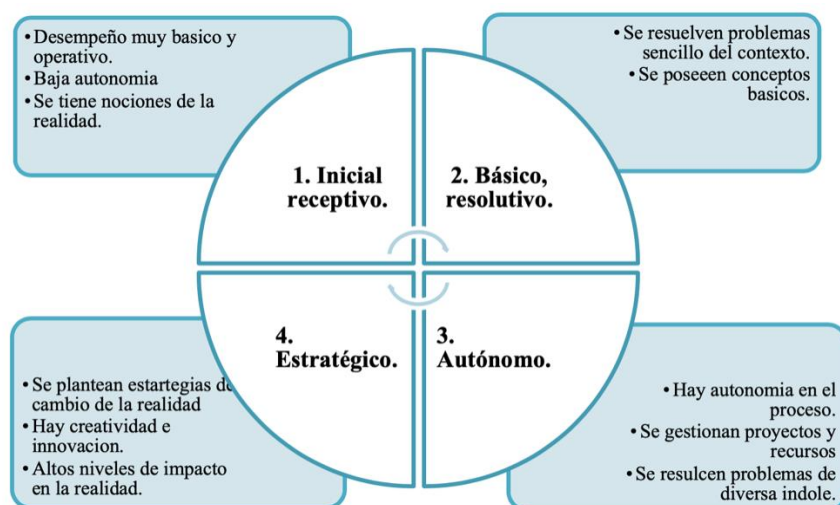 • Desempeño muy basico y
operativo.
• Baja autonomia
• Se tiene nociones de la
realidad.
• Se resuelven problemas
sencillo del contexto.
• Se poseeen conceptos
basicos.
1. Inicial
receptivo.
2. Básico,
resolutivo.
4.
Estratégico.
3.
Autónomo.
• Se plantean estartegias de
cambio de la realidad
• Hay creatividad e
innovacion.
• Altos niveles de impacto
en la realidad.
• Hay autonomia en el
proceso.
• Se gestionan proyectos y
recursos
• Se resulcen problemas de
diversa indole.